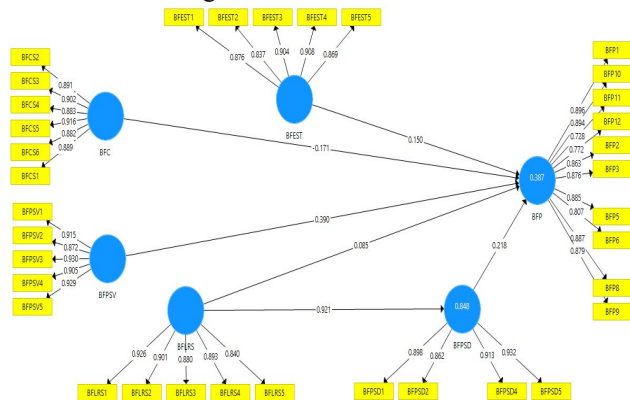 BFEST1 BFEST2 BFEST3 BFEST4 BFEST5
0.876 0.837 0.904 0.908 0.869
BFEST
BFCS2
BFCS3
BFCS4
BFCS5
BFCS6
BFCS1
0.891
0.902
0.883
0.916
0.882
0.889
BFC
0.150
-0.171
0.390
0.085
0.921
0.218
BFPSV1
BFPSV2
BFPSV3
BFPSV4
BFPSV5
0.915
0.872
0.930
0.905
0.929
BFPSV
BFLRS
0.926 0.901 0.880 0.893 0.840
BFLRS1 BFLRS2 BFLRS3 BFLRS4 BFLRS5
0.848
BFPSD
0.898 0.862 0.913 0.932
BFPSD1 BFPSD2 BFPSD4 BFPSD5
0.387
BFP
0.896
0.894
0.728
0.772
0.863
0.876
0.885
0.807
0.887
0.879
BFP1
BFP10
BFP11
BFP12
BFP2
BFP3
BFP5
BFP6
BFP8
BFP9